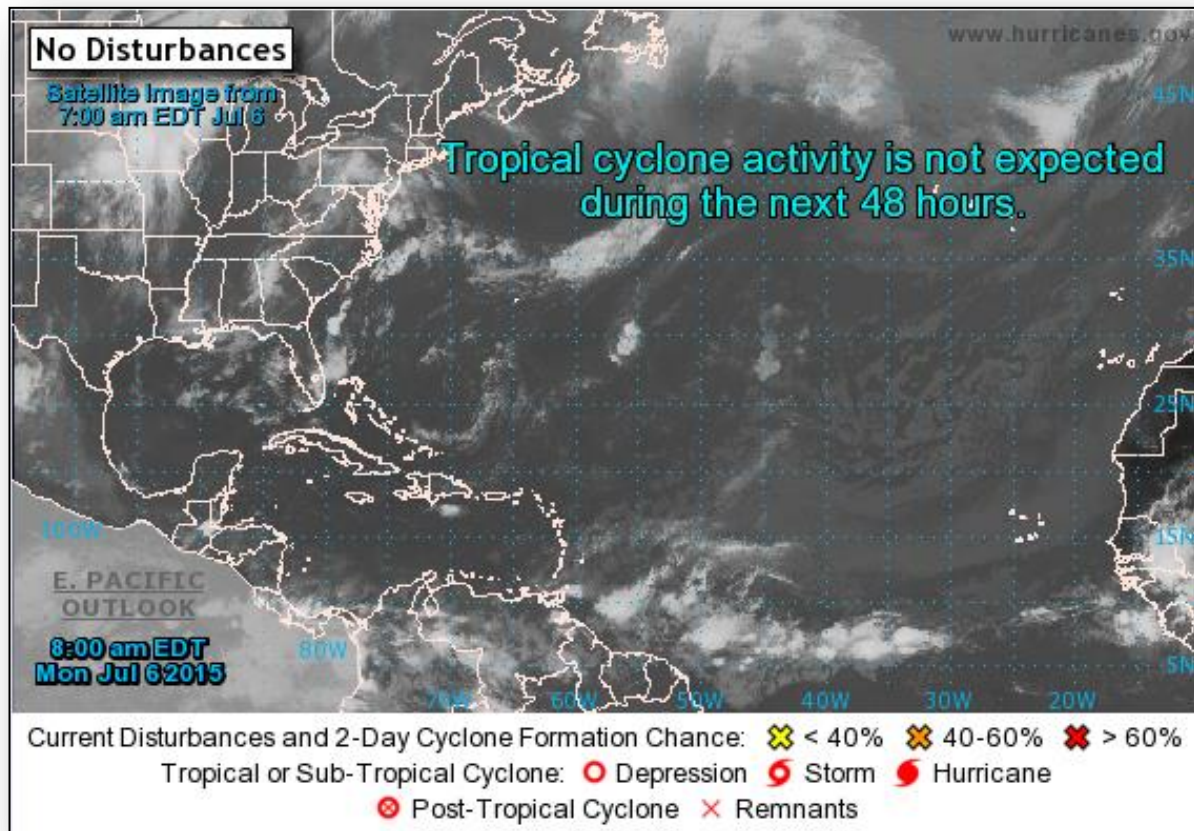 No Disturbances
www.hurricanes.gov
Satellite Image from
7:00 am EDT Jul 6
45N
Tropical cyclone activity is not expected
during the next 48 hours.
35N
25N
100W
15N
E. PACIFIC
OUTLOOK
8:00 am EDT
Mon Jul 6 2015
80W
5N
70W 60W 50W 40W 30W 20W
Current Disturbances and 2-Day Cyclone Formation Chance: < 40% 40-60% > 60%
Tropical or Sub-Tropical Cyclone: Depression Storm Hurricane
Post-Tropical Cyclone Remnants